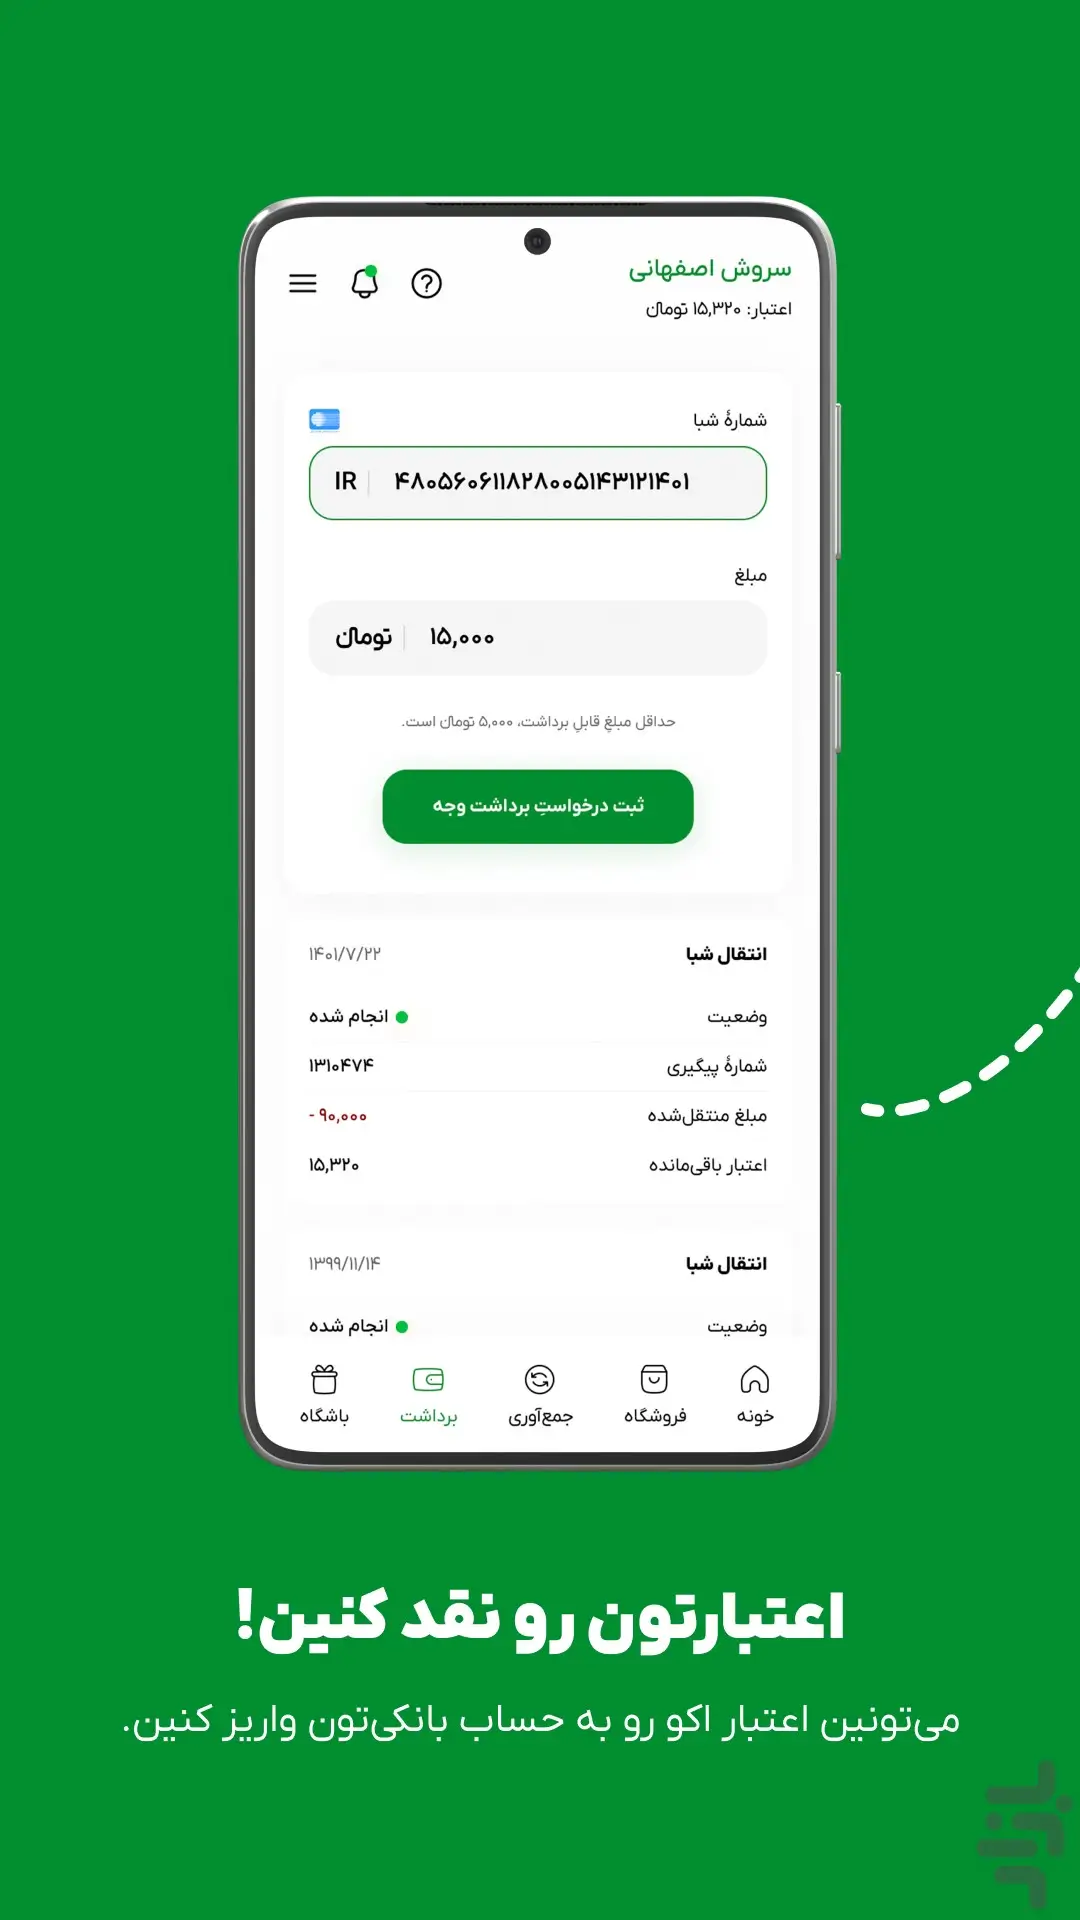 سروش اصفهانی
اعتبار: ۱۵,۳۲۰ تومان
شمارهٔ شبا
IR ۴۸۰۵۶۰۶۱۱۸۲۸۰۰۵۱۴۳۱۲۱۴۰۱
مبلغ
۱۵,۰۰۰ تومان
حداقل مبلغِ قابلِ برداشت، ۵,۰۰۰ تومان است.
ثبت درخواستِ برداشت وجه
انتقال شبا ۱۴۰۱/۷/۲۲
وضعیت انجام شده
شمارهٔ پیگیری ۱۳۱۰۴۷۴
مبلغ منتقل‌شده ۹۰,۰۰۰ -
اعتبار باقی‌مانده ۱۵,۳۲۰
انتقال شبا ۱۳۹۹/۱۱/۱۴
وضعیت انجام شده
خونه فروشگاه جمع‌آوری برداشت باشگاه
اعتبارتون رو نقد کنین!
می‌تونین اعتبار اکو رو به حساب بانکی‌تون واریز کنین.
بازار